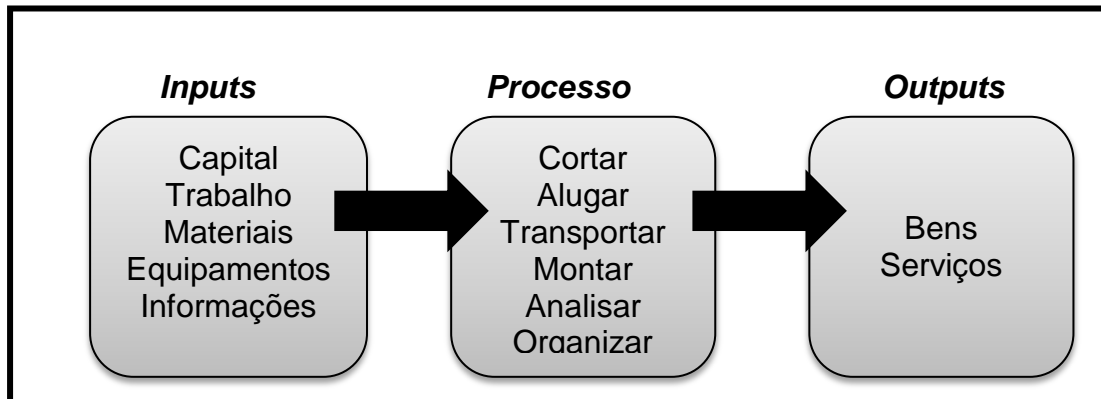 Inputs
Processo
Outputs
Capital
Trabalho
Materiais
Equipamentos
Informações
Cortar
Alugar
Transportar
Montar
Analisar
Organizar
Bens
Serviços